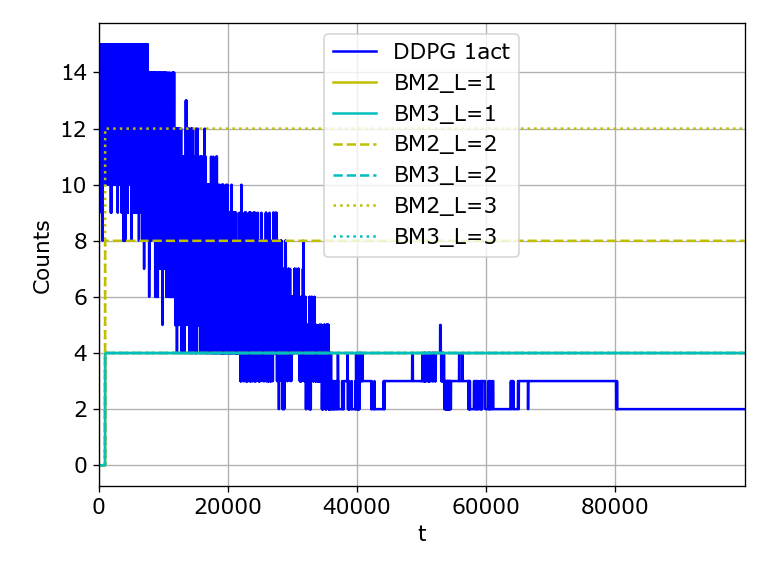 DDPG 1act
BM2_L=1
BM3_L=1
BM2_L=2
BM3_L=2
BM2_L=3
BM3_L=3
Counts
14
12
10
8
6
4
2
0
0 20000 40000 60000 80000
t